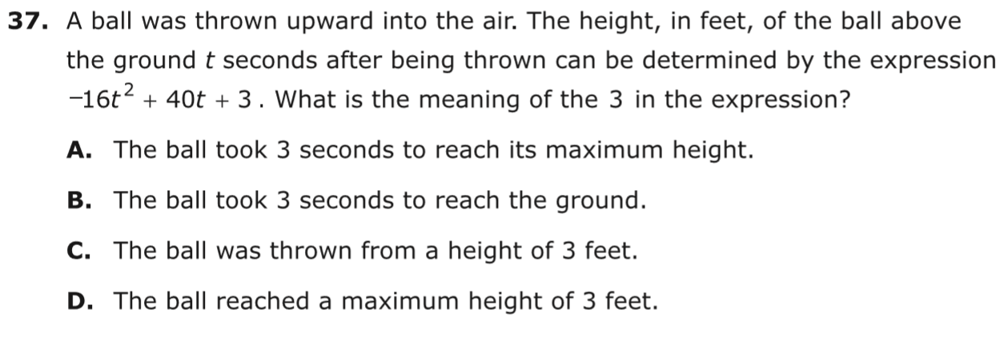 37. A ball was thrown upward into the air. The height, in feet, of the ball above
the ground t seconds after being thrown can be determined by the expression
−16t² + 40t + 3 . What is the meaning of the 3 in the expression?
A. The ball took 3 seconds to reach its maximum height.
B. The ball took 3 seconds to reach the ground.
C. The ball was thrown from a height of 3 feet.
D. The ball reached a maximum height of 3 feet.